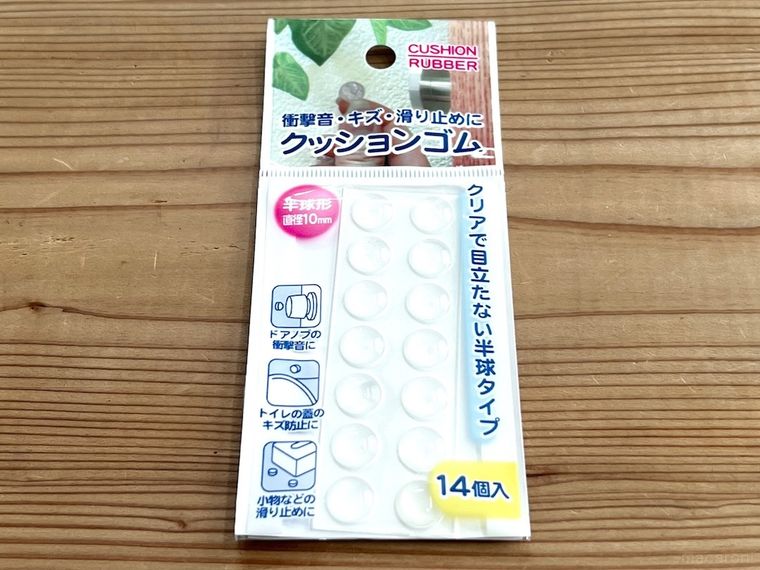 CUSHION
RUBBER
衝撃音・キズ・滑り止めに
クッションゴム
半球形
直径10mm
クリアで目立たない半球タイプ
ドアノブの
衝撃音に
トイレの蓋の
キズ防止に
小物などの
滑り止めに
14個入
macaroni